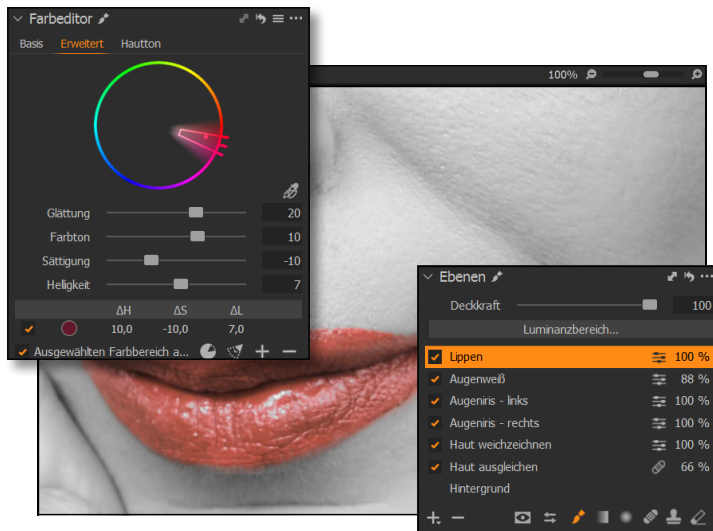 Farbeditor
Basis Erweitert Hautton
100%
Glättung 20
Farbton 10
Sättigung -10
Helligkeit 7
ΔH ΔS ΔL
10,0 -10,0 7,0
Ausgewählten Farbbereich a...
Ebenen
Deckkraft 100
Luminanzbereich...
Lippen 100 %
Augenweiß 88 %
Augeniris - links 100 %
Augeniris - rechts 100 %
Haut weichzeichnen 100 %
Haut ausgleichen 66 %
Hintergrund